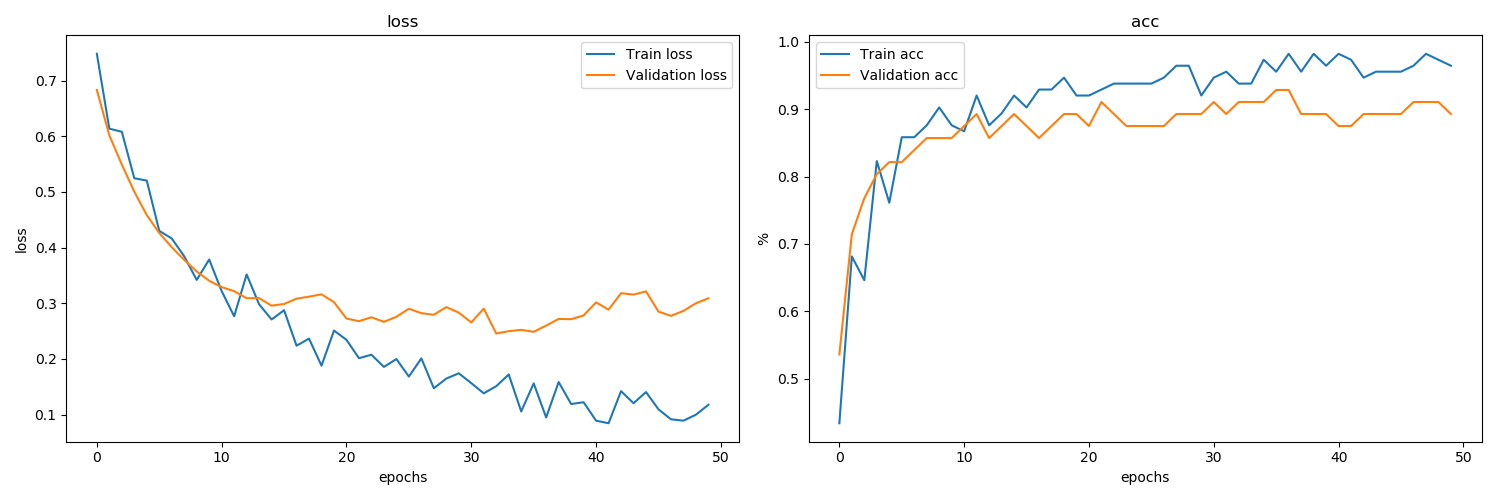 loss
Train loss
Validation loss
0.7
0.6
0.5
0.4
0.3
0.2
0.1
loss
0 10 20 30 40 50
epochs
acc
Train acc
Validation acc
1.0
0.9
0.8
0.7
0.6
0.5
%
0 10 20 30 40 50
epochs